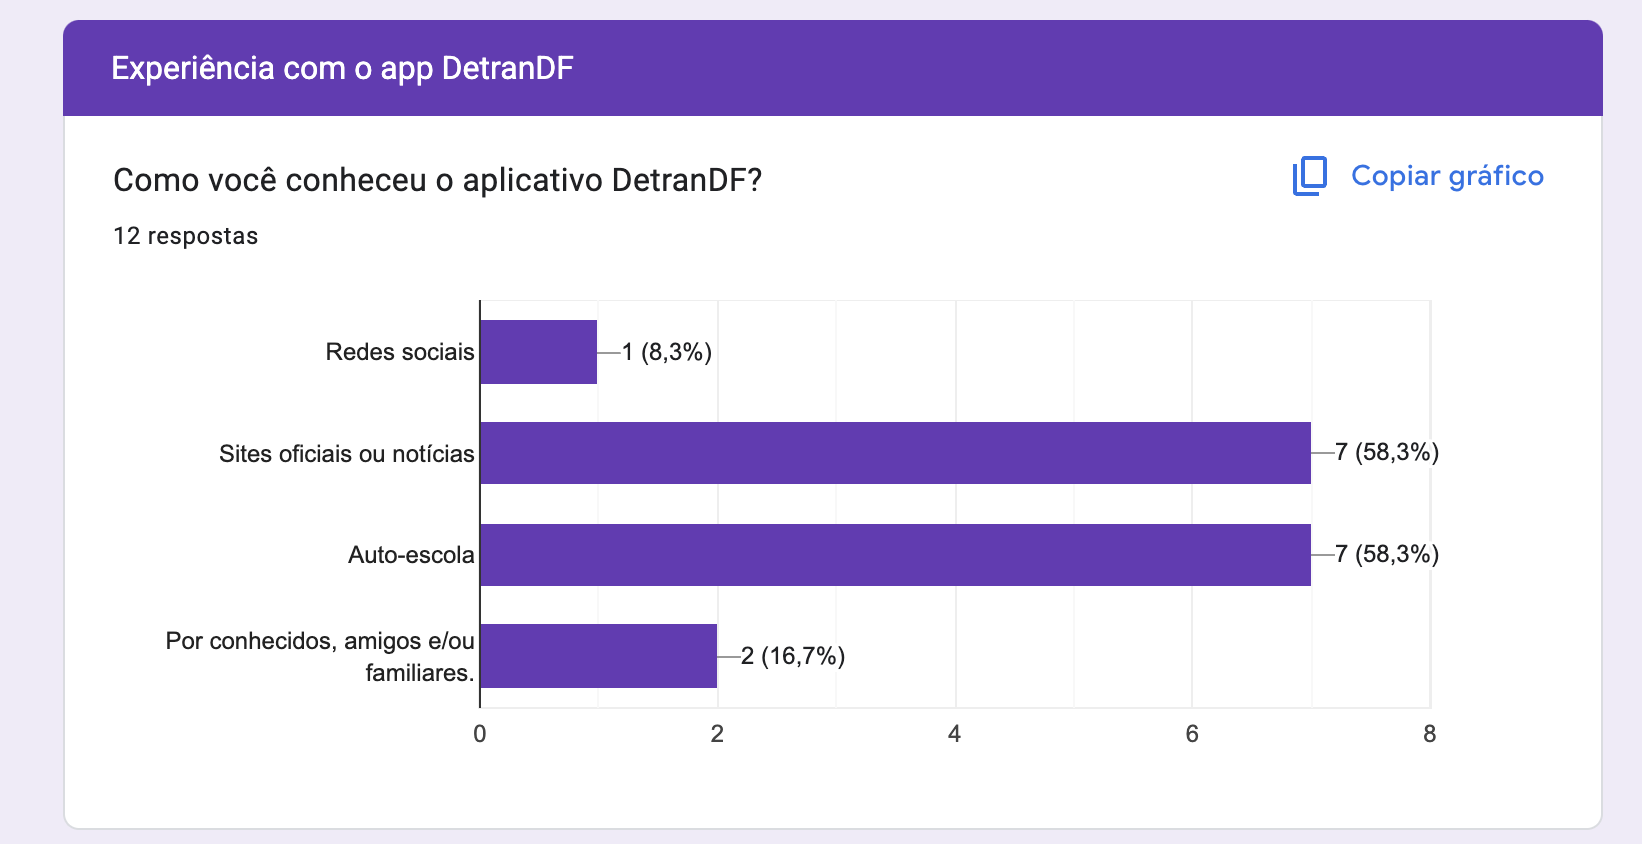 Experiência com o app DetranDF
Como você conheceu o aplicativo DetranDF?
Copiar gráfico
12 respostas
Redes sociais
1 (8,3%)
Sites oficiais ou notícias
7 (58,3%)
Auto-escola
7 (58,3%)
Por conhecidos, amigos e/ou
familiares.
2 (16,7%)
0
2
4
6
8